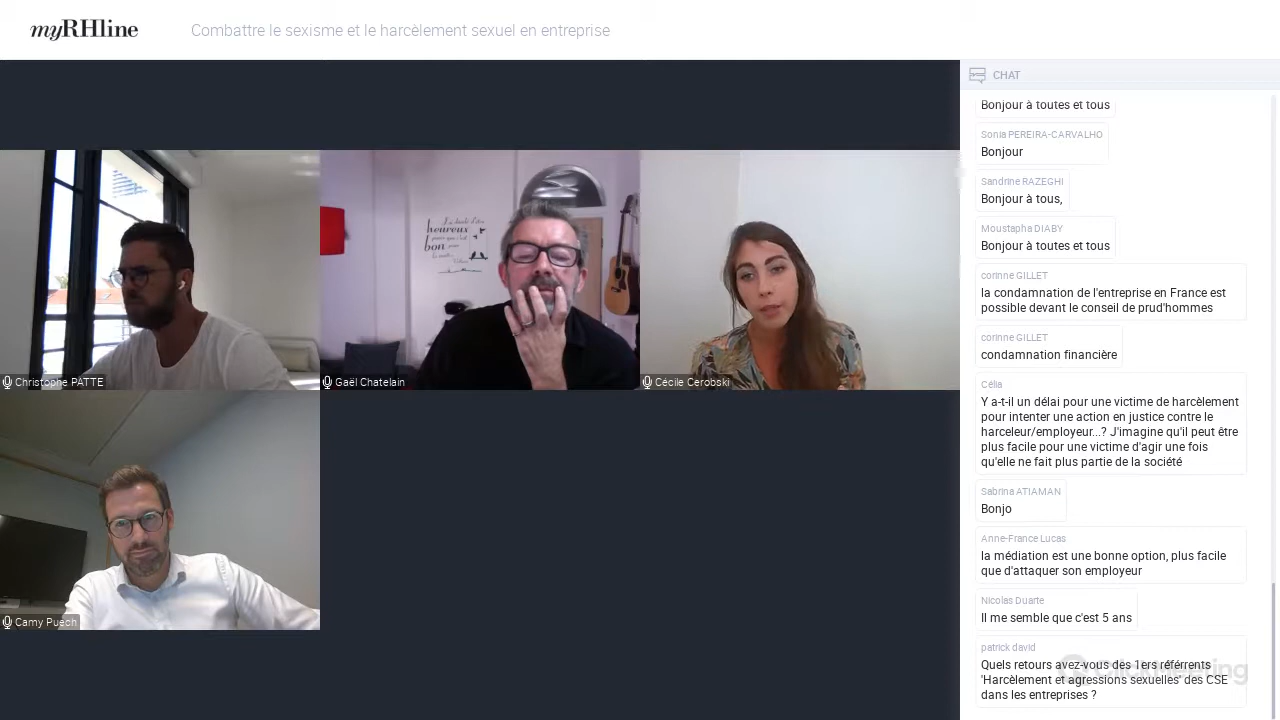 myRHline
Combattre le sexisme et le harcèlement sexuel en entreprise
CHAT
Bonjour à toutes et tous
Sonia PEREIRA-CARVALHO
Bonjour
Sandrine RAZEGHI
Bonjour à tous,
Moustapha DIABY
Bonjour à toutes et tous
corinne GILLET
la condamnation de l'entreprise en France est
possible devant le conseil de prud'hommes
corinne GILLET
condamnation financière
Célia
Y a-t-il un délai pour une victime de harcèlement
pour intenter une action en justice contre le
harceleur/employeur...? J'imagine qu'il peut être
plus facile pour une victime d'agir une fois
qu'elle ne fait plus partie de la société
Sabrina ATIAMAN
Bonjo
Anne-France Lucas
la médiation est une bonne option, plus facile
que d'attaquer son employeur
Nicolas Duarte
Il me semble que c'est 5 ans
patrick david
Quels retours avez-vous des 1ers référrents
'Harcèlement et agressions sexuelles' des CSE
dans les entreprises ?
ClickMeeting
heureux
bon
Christophe PATTE
Gaël Chatelain
Cécile Cerobski
Camy Puech